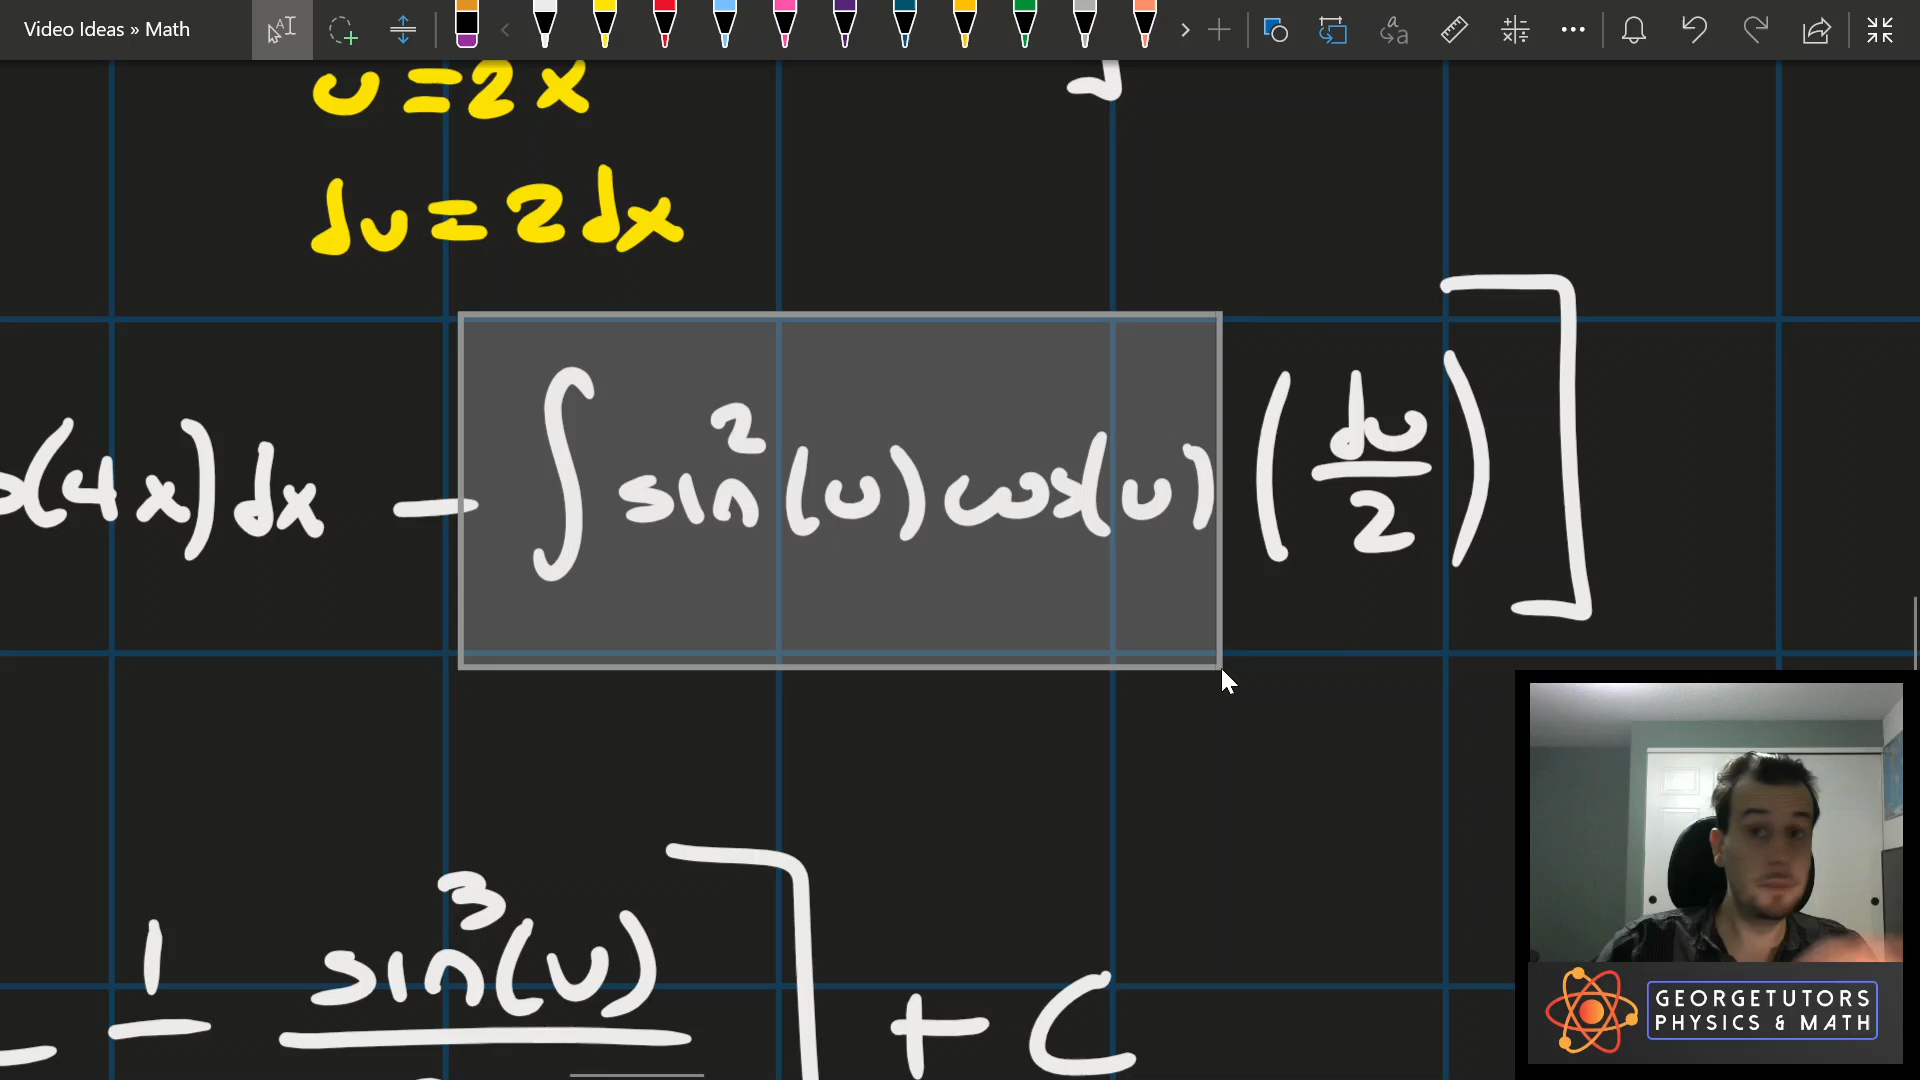 Video Ideas » Math
u = 2x
du = 2dx
(4x) dx - ∫ sin²(u) cos(u) (du/2) ]
- 1 sin³(u) ] + C
GEORGETUTORS
PHYSICS & MATH